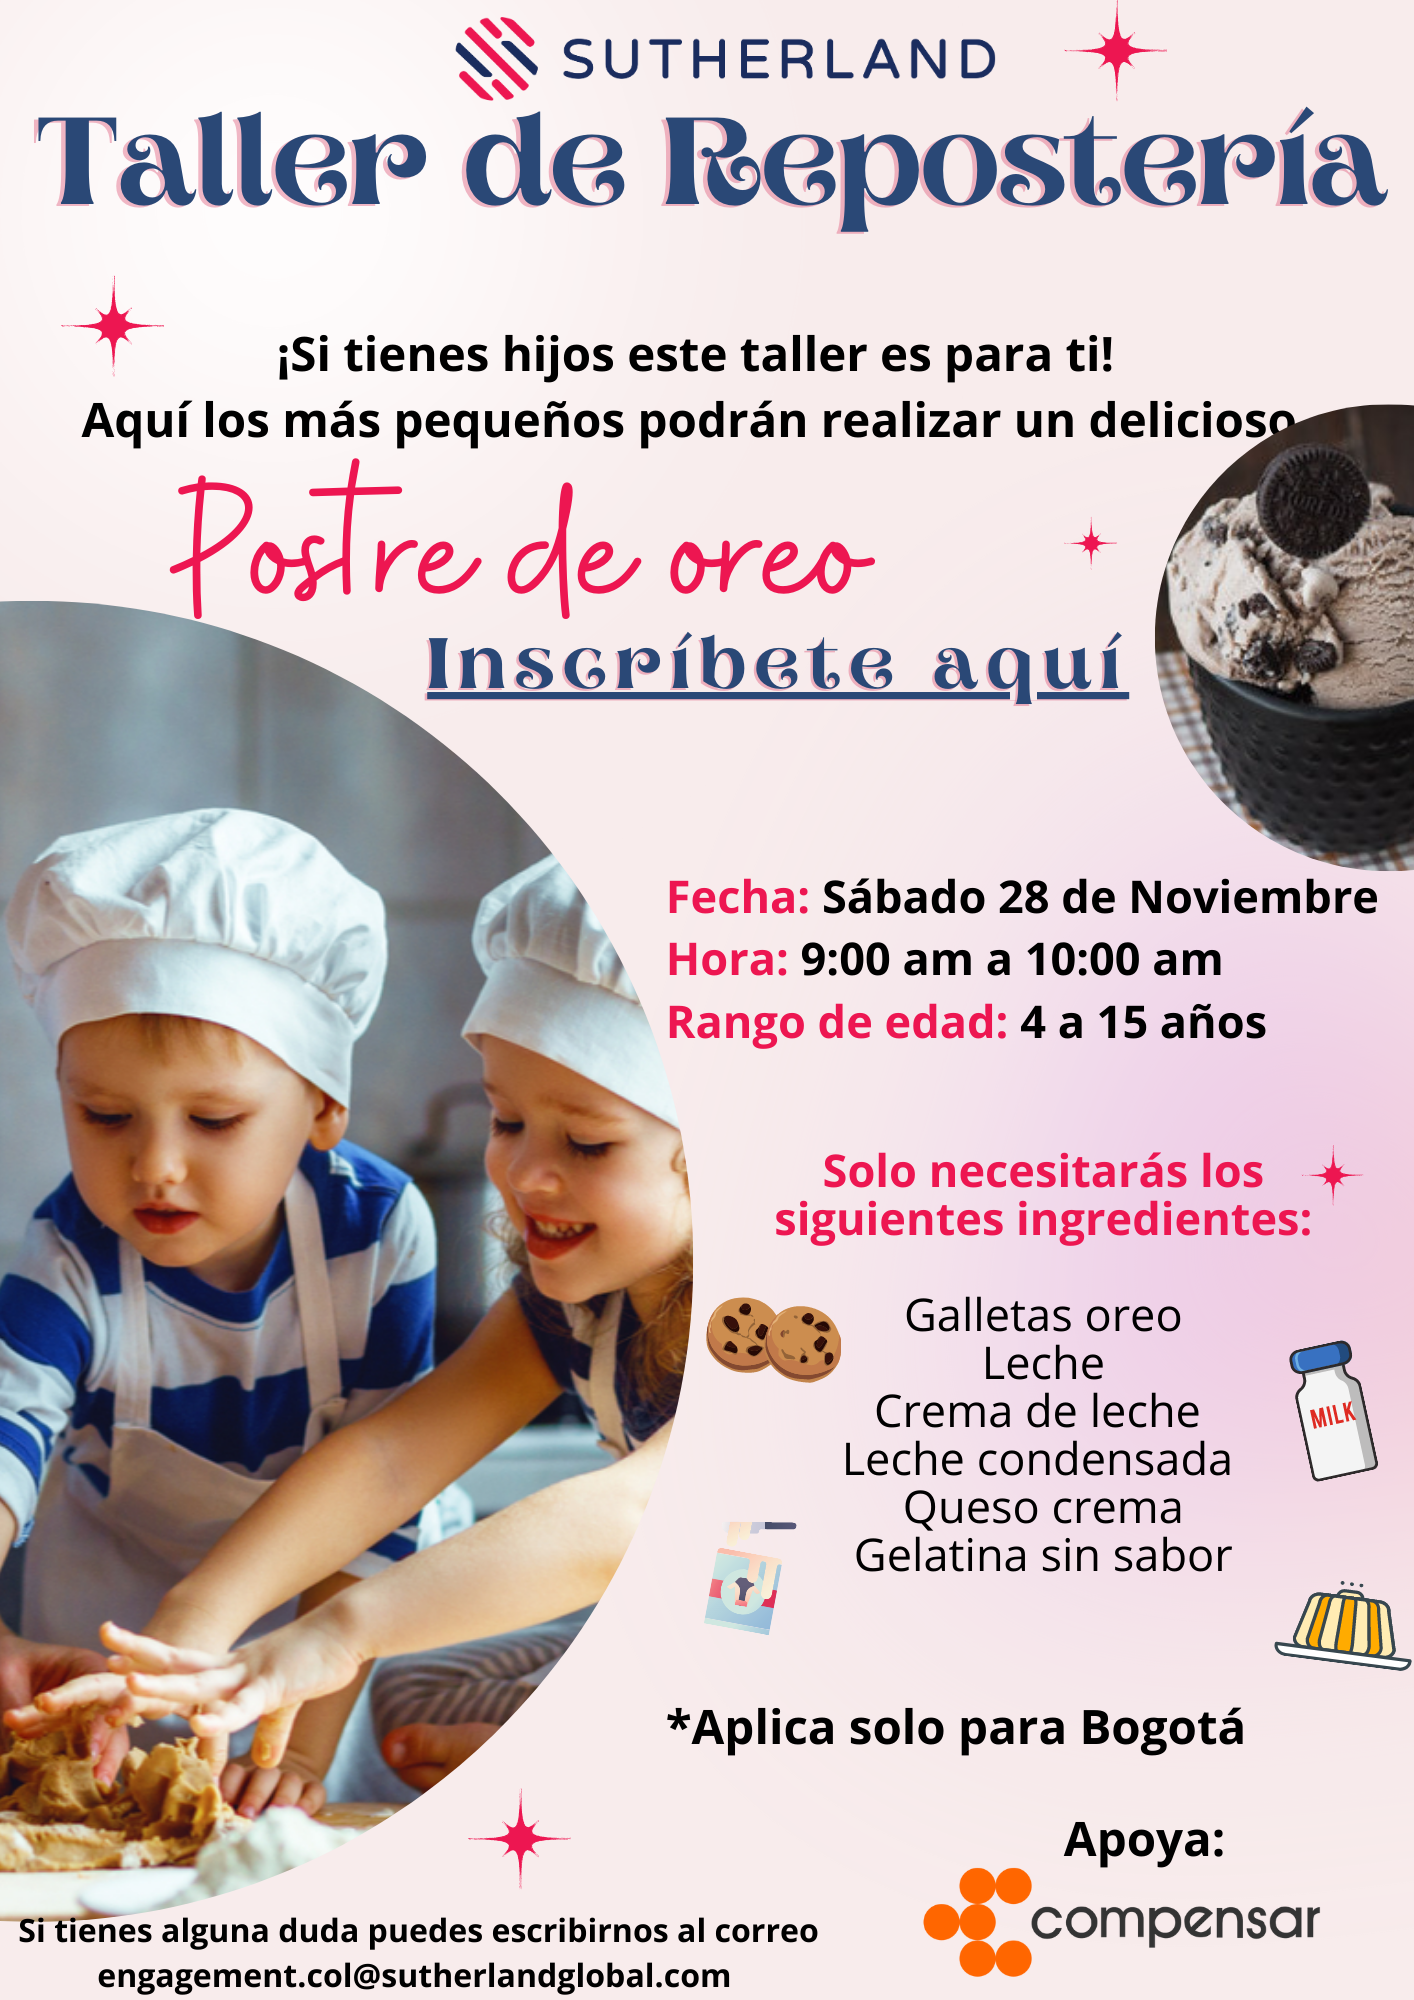 SUTHERLAND
Taller de Repostería
¡Si tienes hijos este taller es para ti!
Aquí los más pequeños podrán realizar un delicioso
Postre de oreo
Inscríbete aquí
Fecha: Sábado 28 de Noviembre
Hora: 9:00 am a 10:00 am
Rango de edad: 4 a 15 años
Solo necesitarás los
siguientes ingredientes:
Galletas oreo
Leche
Crema de leche
Leche condensada
Queso crema
Gelatina sin sabor
MILK
*Aplica solo para Bogotá
Apoya:
compensar
Si tienes alguna duda puedes escribirnos al correo
engagement.col@sutherlandglobal.com